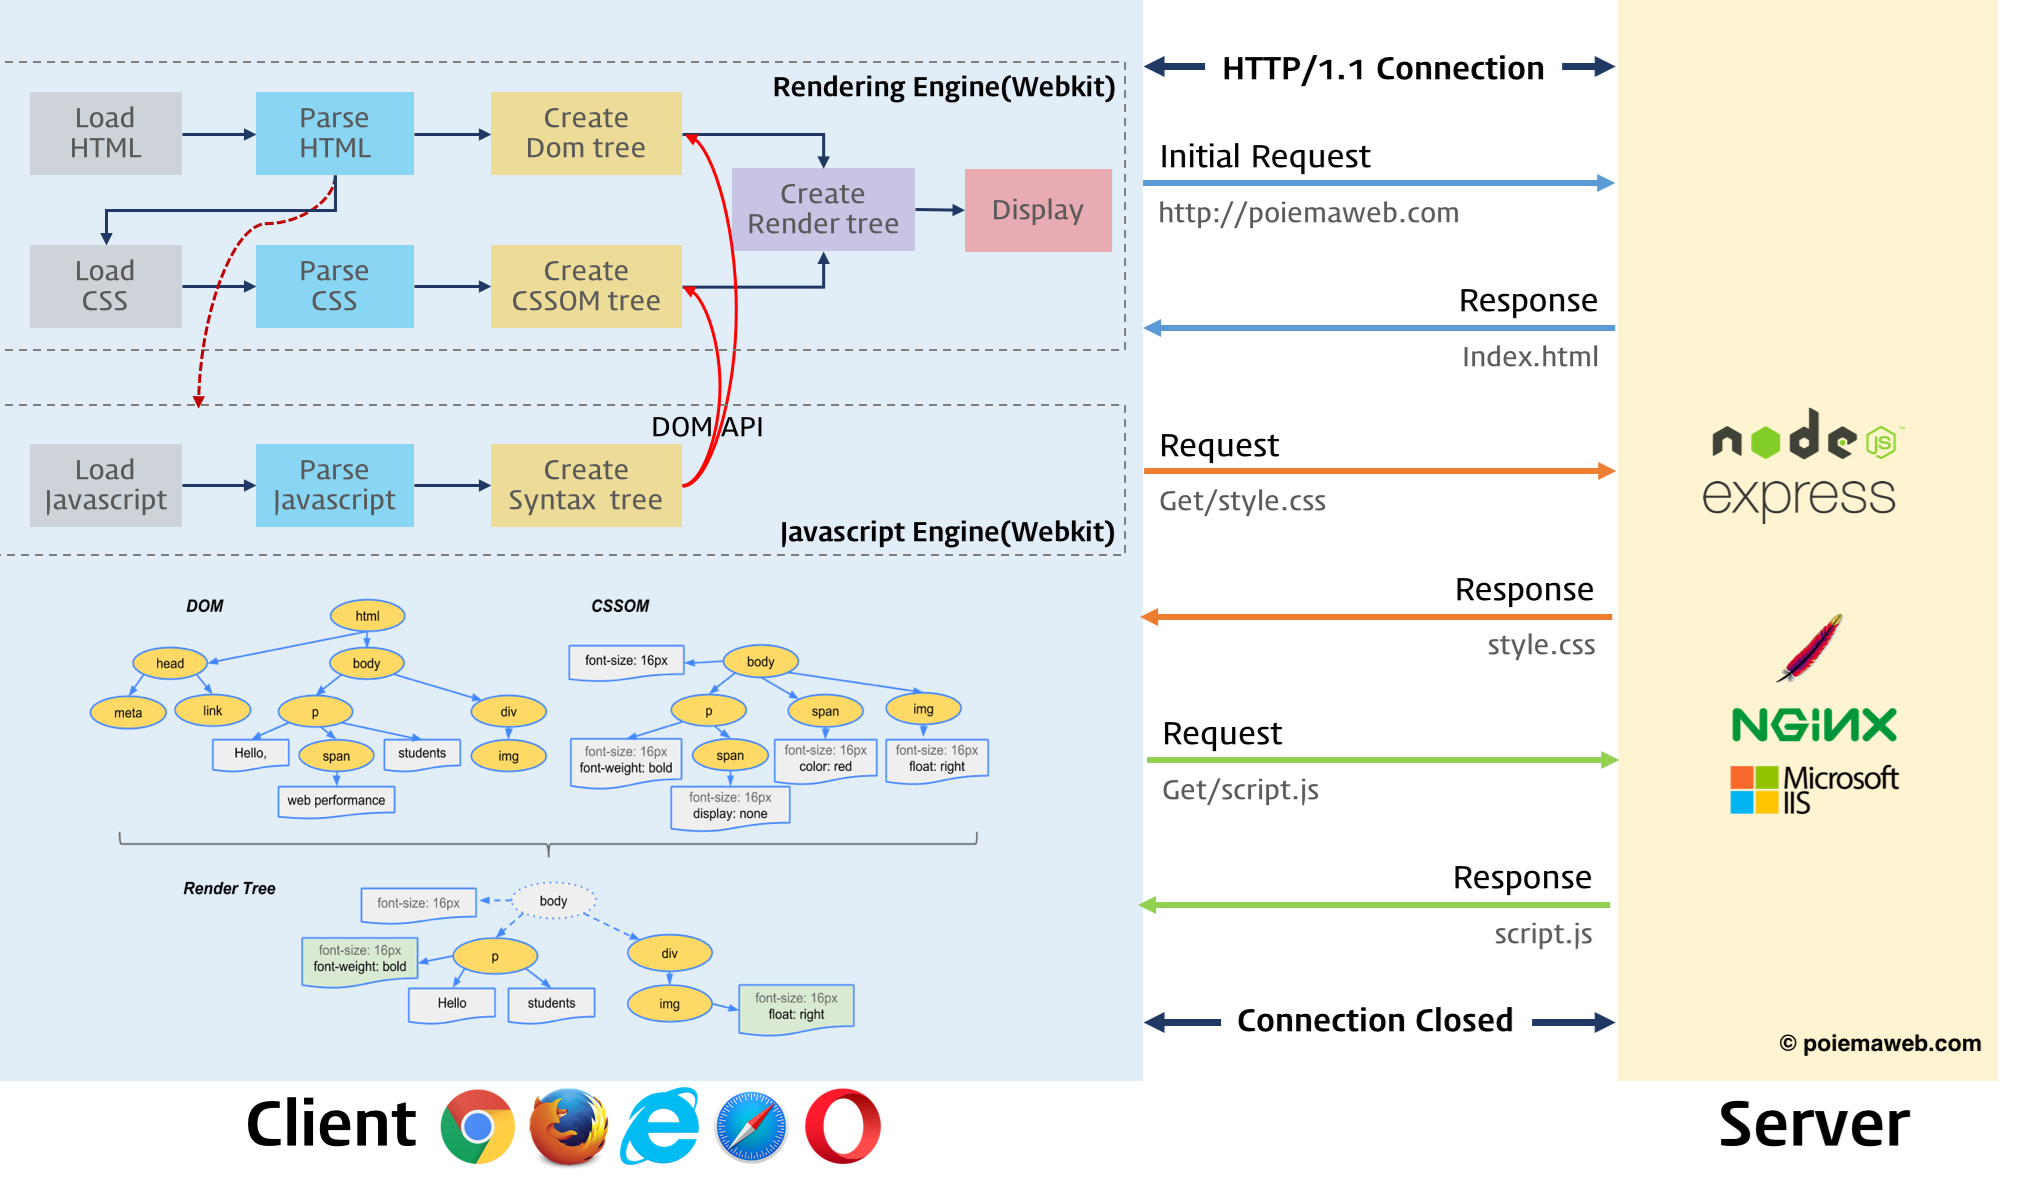 Rendering Engine(Webkit)
Load
HTML
Parse
HTML
Create
Dom tree
Create
Render tree
Display
Load
CSS
Parse
CSS
Create
CSSOM tree
DOM API
Load
Javascript
Parse
Javascript
Create
Syntax tree
Javascript Engine(Webkit)
DOM
html
head
body
meta
link
p
div
Hello,
span
students
img
web performance
CSSOM
font-size: 16px
body
p
span
img
font-size: 16px
font-weight: bold
span
font-size: 16px
color: red
font-size: 16px
float: right
font-size: 16px
display: none
Render Tree
font-size: 16px
body
font-size: 16px
font-weight: bold
p
div
Hello
students
img
font-size: 16px
float: right
HTTP/1.1 Connection
Initial Request
http://poiemaweb.com
Response
Index.html
Request
Get/style.css
Response
style.css
Request
Get/script.js
Response
script.js
Connection Closed
node JS ™
express
NGiNX
Microsoft
IIS
© poiemaweb.com
Client
Server